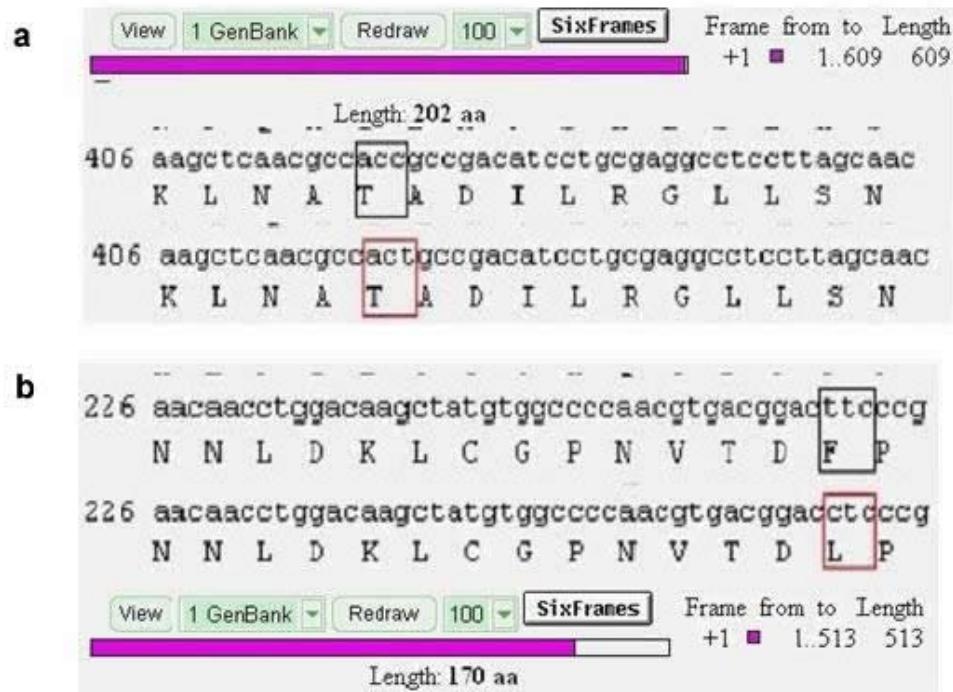 a
View 1 GenBank Redraw 100 SixFrames Frame from to Length
+1 1..609 609
Length: 202 aa
406 aagctcaacgccaccgccgacatcctgcgaggcctccttagcaac
K L N A T A D I L R G L L S N
406 aagctcaacgccactgccgacatcctgcgaggcctccttagcaac
K L N A T A D I L R G L L S N
b
226 aacaacctggacaagctatgtggccccaacgtgacggacttcccg
N N L D K L C G P N V T D F P
226 aacaacctggacaagctatgtggccccaacgtgacggacctcccg
N N L D K L C G P N V T D L P
View 1 GenBank Redraw 100 SixFrames Frame from to Length
+1 1..513 513
Length: 170 aa